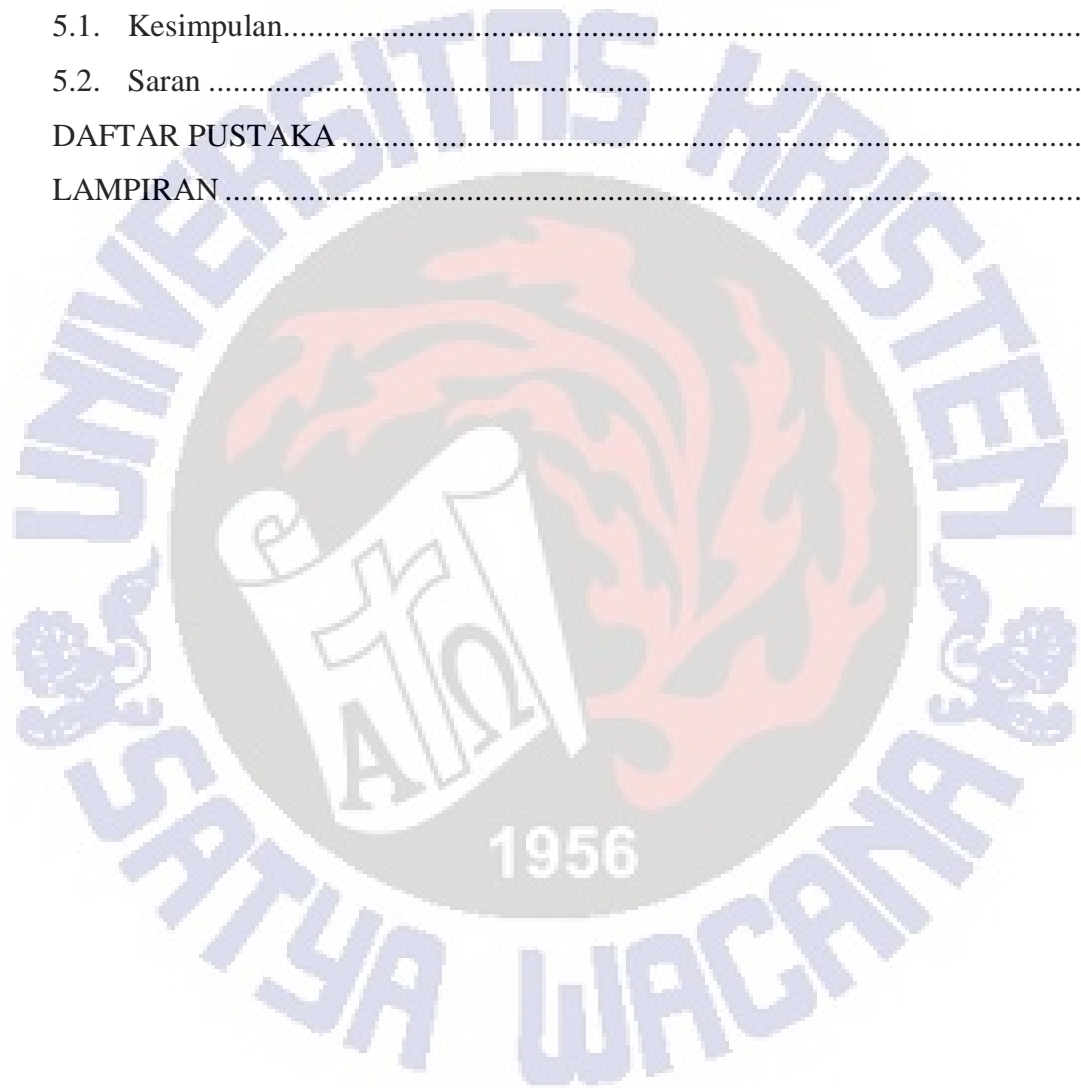 5.1. Kesimpulan....................................................................................................
5.2. Saran ............................................................................................................
DAFTAR PUSTAKA ............................................................................................
LAMPIRAN..........................................................................................................
UNIVERSITAS KRISTEN
Α Ω
1956
SATYA WACANA